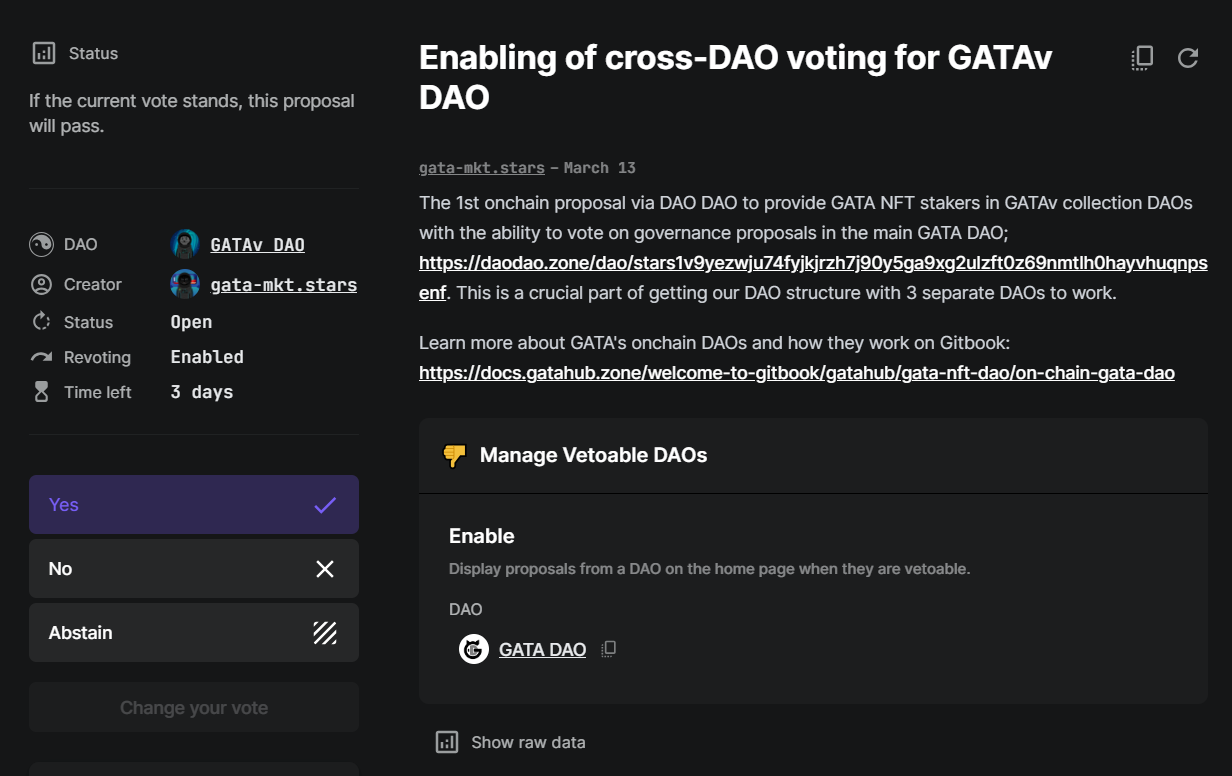 Status
If the current vote stands, this proposal
will pass.
DAO GATAv DAO
Creator gata-mkt.stars
Status Open
Revoting Enabled
Time left 3 days
Yes
No
Abstain
Change your vote
Enabling of cross-DAO voting for GATAv
DAO
gata-mkt.stars – March 13
The 1st onchain proposal via DAO DAO to provide GATA NFT stakers in GATAv collection DAOs
with the ability to vote on governance proposals in the main GATA DAO;
https://daodao.zone/dao/stars1v9yezwju74fyjkjrzh7j90y5ga9xg2ulzft0z69nmtlh0hayvhuqnps
enf. This is a crucial part of getting our DAO structure with 3 separate DAOs to work.
Learn more about GATA's onchain DAOs and how they work on Gitbook:
https://docs.gatahub.zone/welcome-to-gitbook/gatahub/gata-nft-dao/on-chain-gata-dao
Manage Vetoable DAOs
Enable
Display proposals from a DAO on the home page when they are vetoable.
DAO
GATA DAO
Show raw data